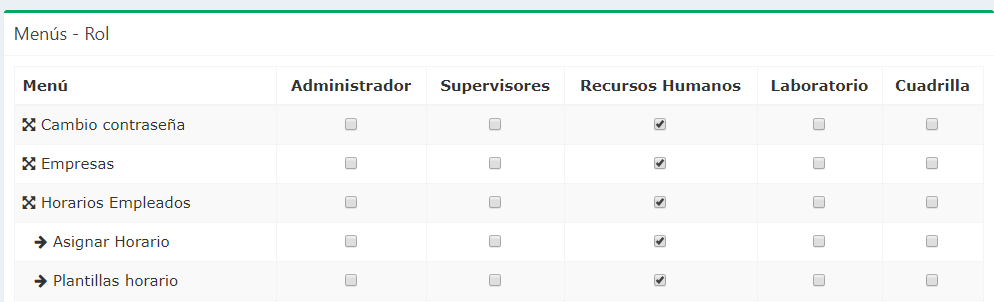 Menús - Rol
Menú Administrador Supervisores Recursos Humanos Laboratorio Cuadrilla
Cambio contraseña
Empresas
Horarios Empleados
Asignar Horario
Plantillas horario